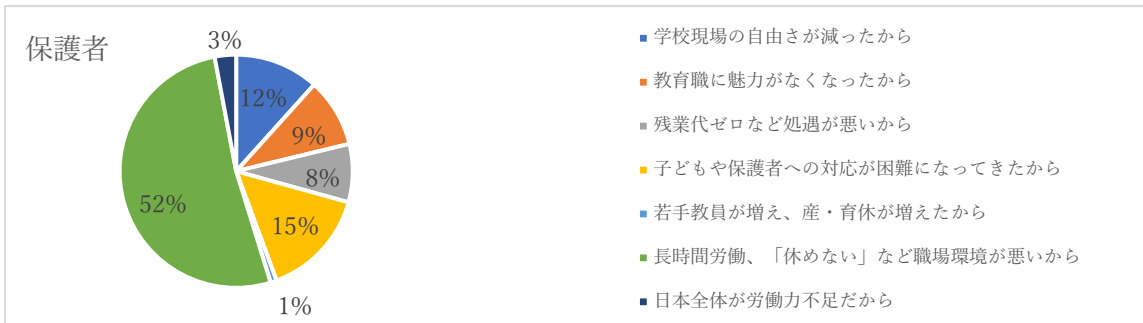 保護者
3%
12%
9%
8%
15%
1%
52%
学校現場の自由さが減ったから
教育職に魅力がなくなったから
残業代ゼロなど処遇が悪いから
子どもや保護者への対応が困難になってきたから
若手教員が増え、産・育休が増えたから
長時間労働、「休めない」など職場環境が悪いから
日本全体が労働力不足だから